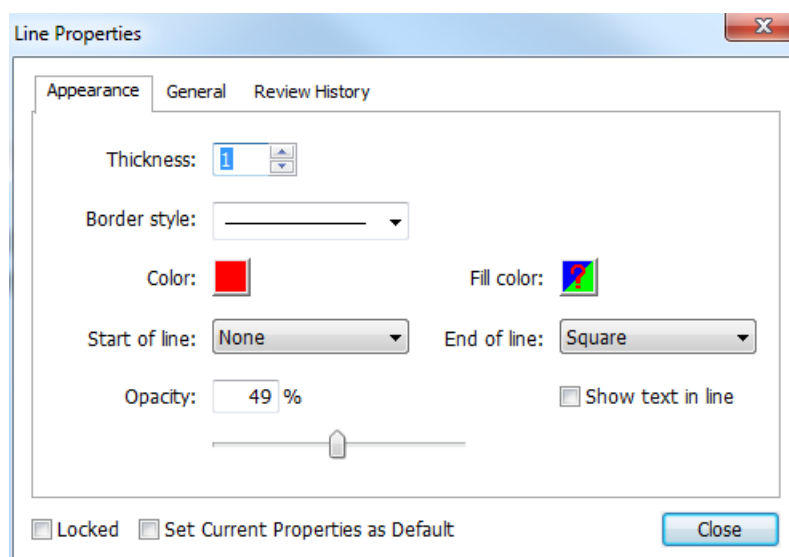 Line Properties
Appearance General Review History
Thickness: 1
Border style:
Color: Fill color: ?
Start of line: None End of line: Square
Opacity: 49 % Show text in line
Locked Set Current Properties as Default Close